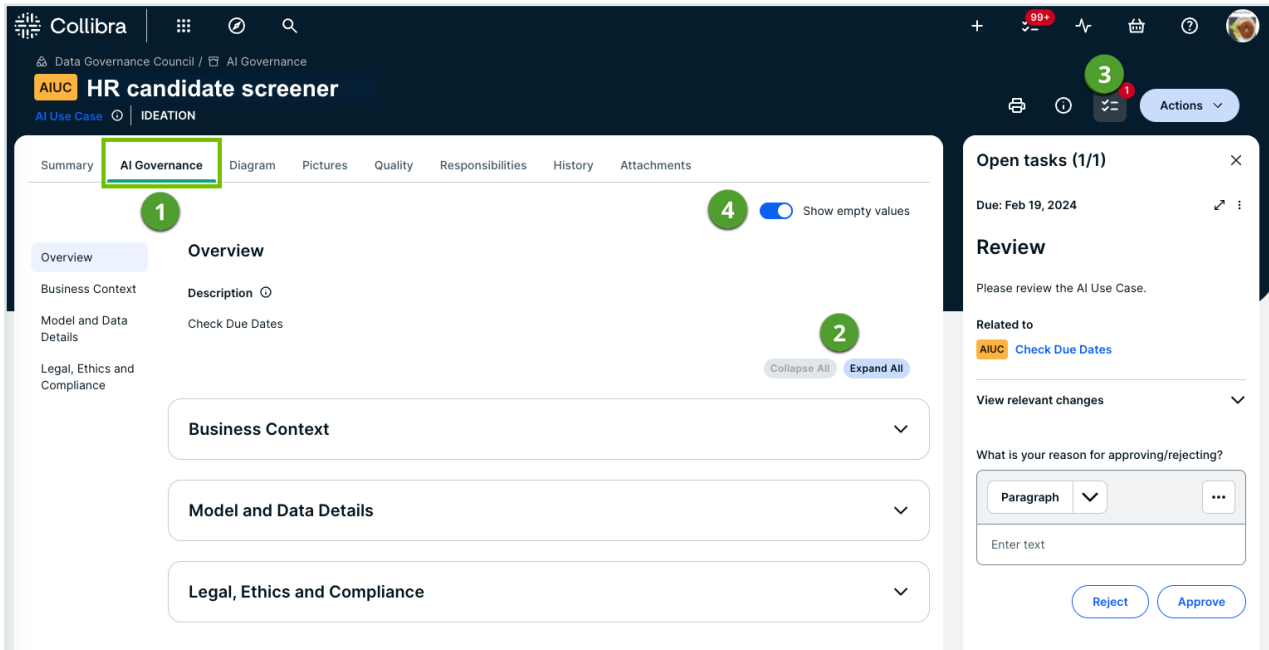 Collibra
99+
Data Governance Council / AI Governance
AIUC HR candidate screener
AI Use Case IDEATION
3
1
Actions
Summary AI Governance Diagram Pictures Quality Responsibilities History Attachments
1
4 Show empty values
Overview
Business Context
Model and Data
Details
Legal, Ethics and
Compliance
Overview
Description
Check Due Dates
2
Collapse All Expand All
Business Context
Model and Data Details
Legal, Ethics and Compliance
Open tasks (1/1)
Due: Feb 19, 2024
Review
Please review the AI Use Case.
Related to
AIUC Check Due Dates
View relevant changes
What is your reason for approving/rejecting?
Paragraph
Enter text
Reject Approve